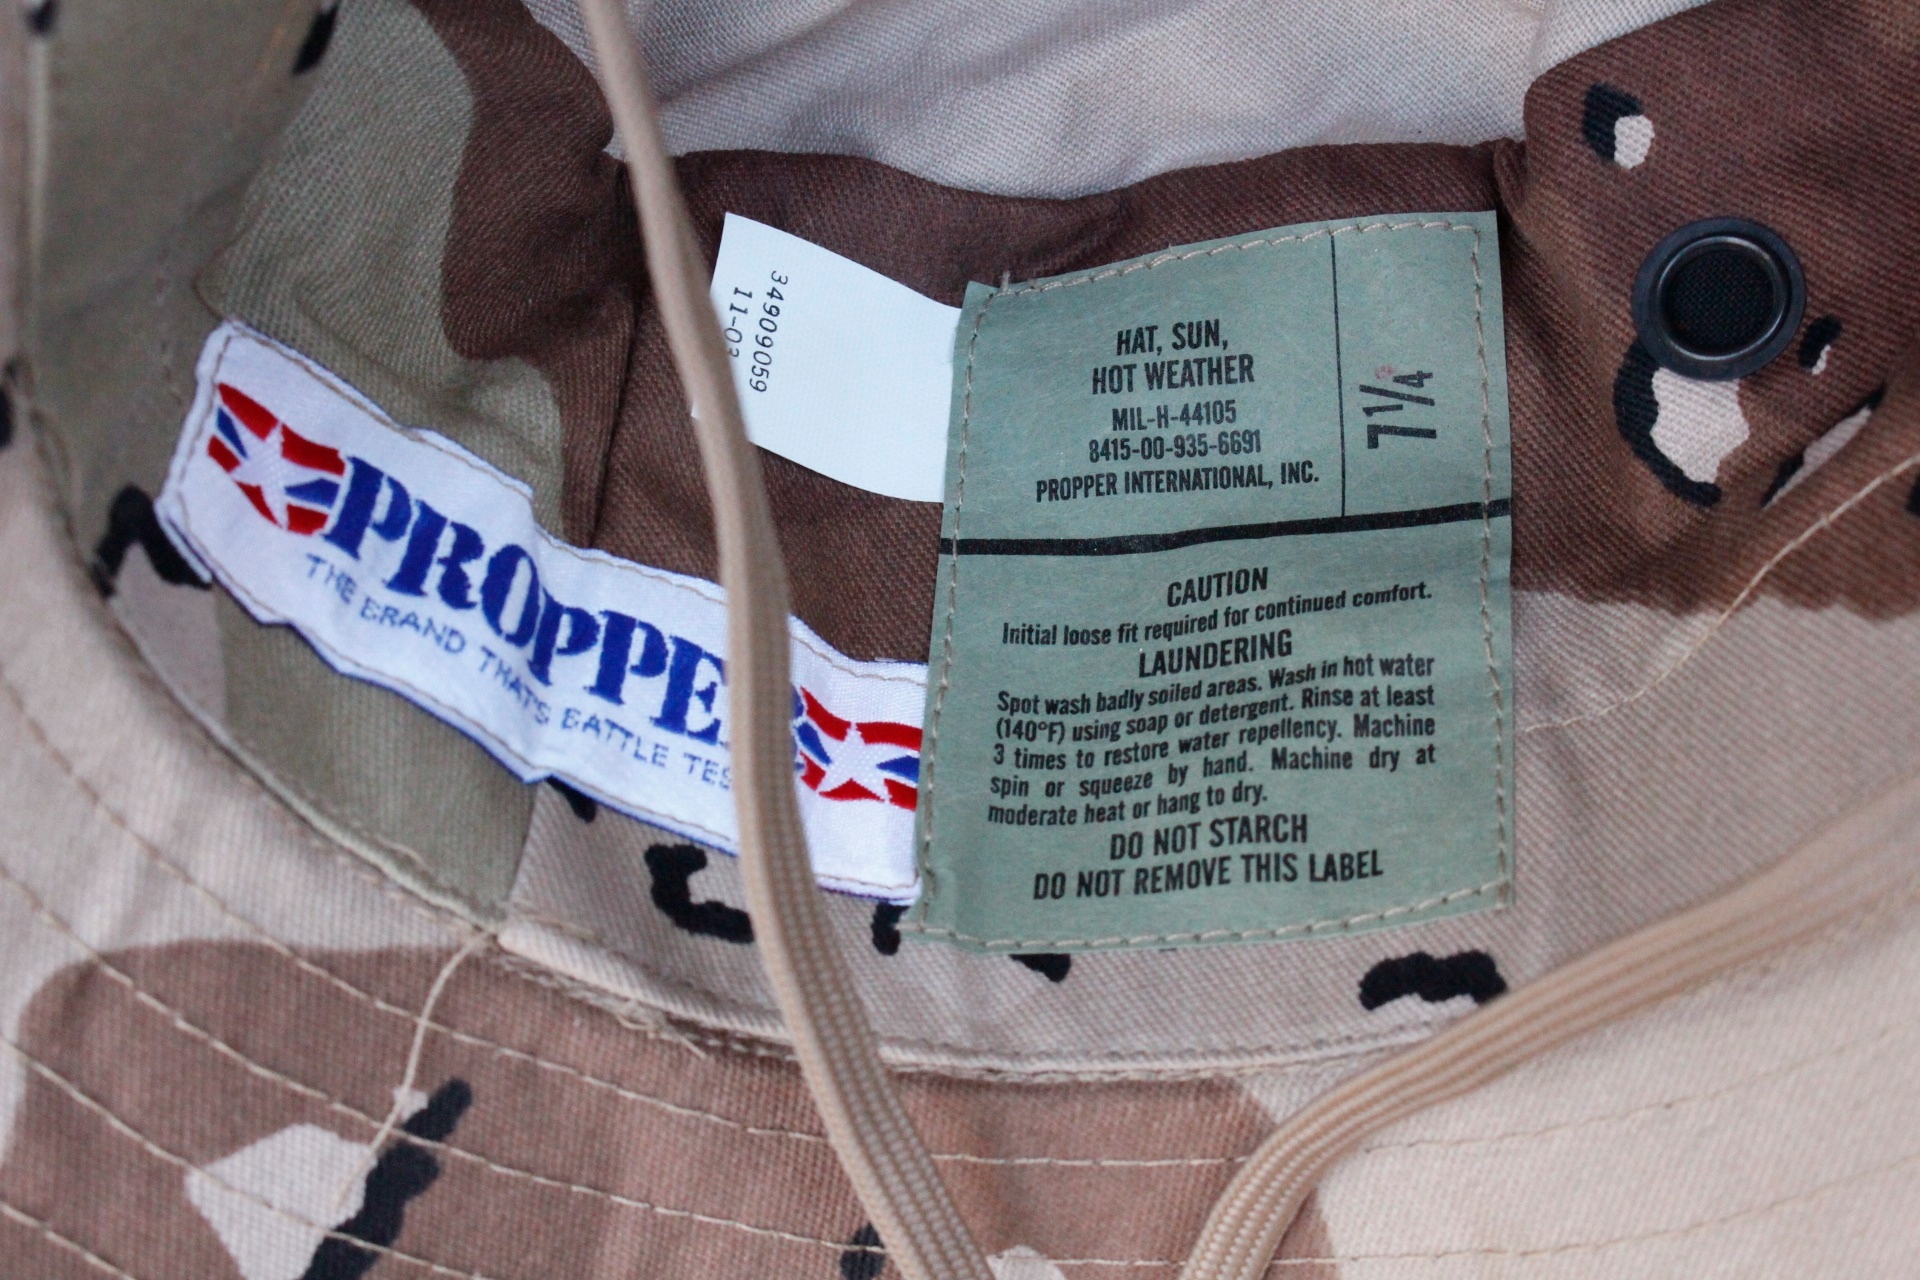 PROPPE
THE BRAND THAT'S BATTLE
34909059
11-03
HAT, SUN,
HOT WEATHER
MIL-H-44105
8415-00-935-6691
PROPPER INTERNATIONAL, INC.
7 1/4
CAUTION
Initial loose fit required for continued comfort.
LAUNDERING
Spot wash badly soiled areas. Wash in hot water
(140°F) using soap or detergent. Rinse at least
3 times to restore water repellency. Machine
spin or squeeze by hand. Machine dry at
moderate heat or hang to dry.
DO NOT STARCH
DO NOT REMOVE THIS LABEL